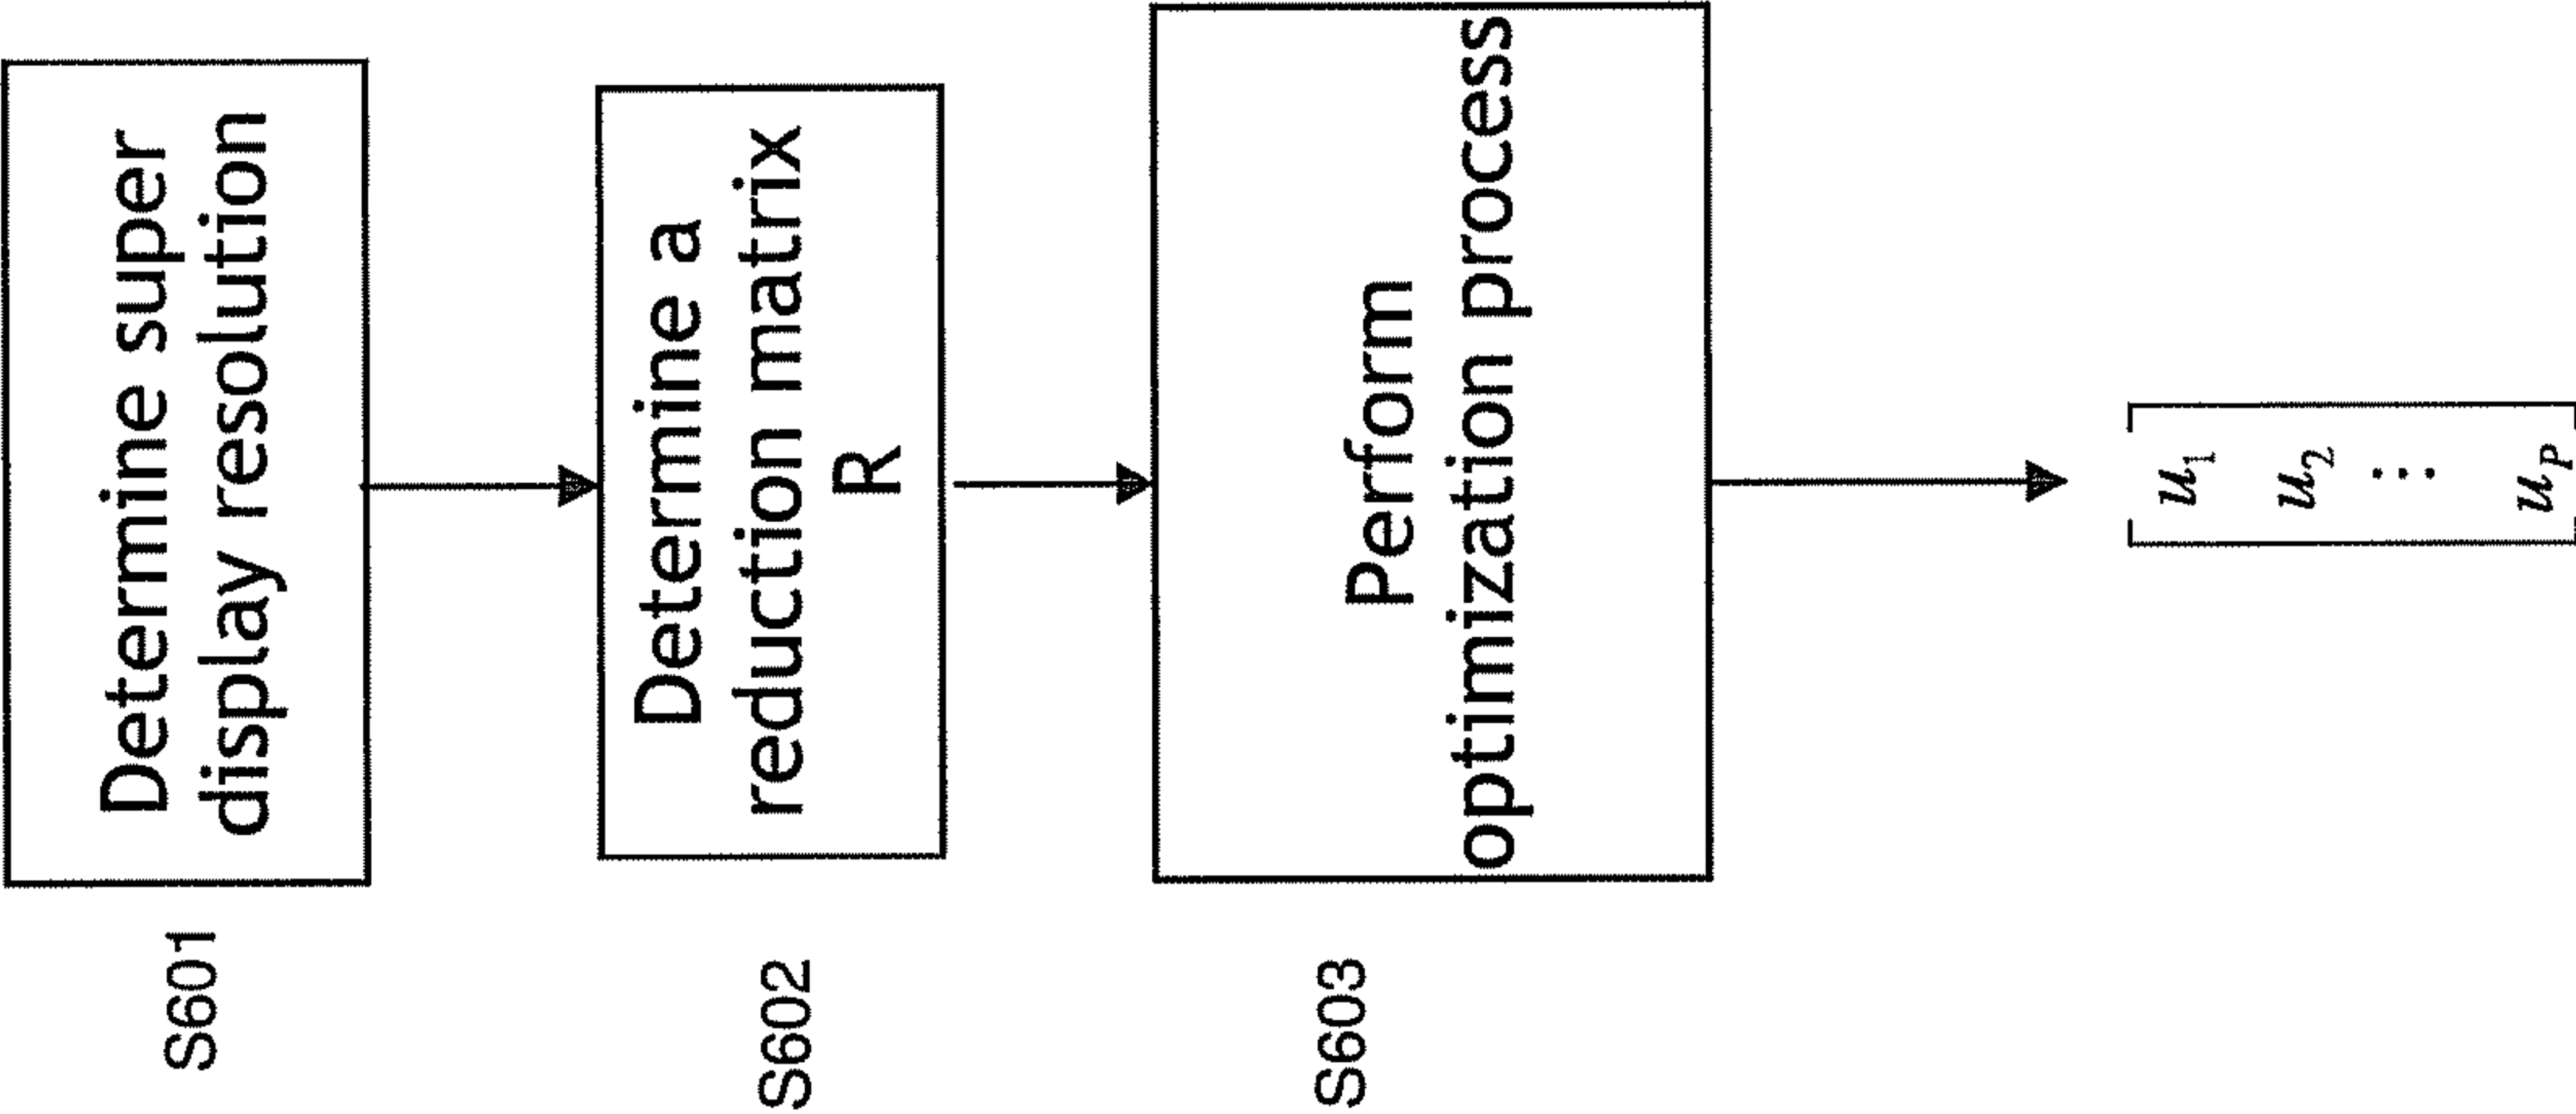 S601
Determine super
display resolution
S602
Determine a
reduction matrix
R
S603
Perform
optimization process
u1
u2
⋮
uP